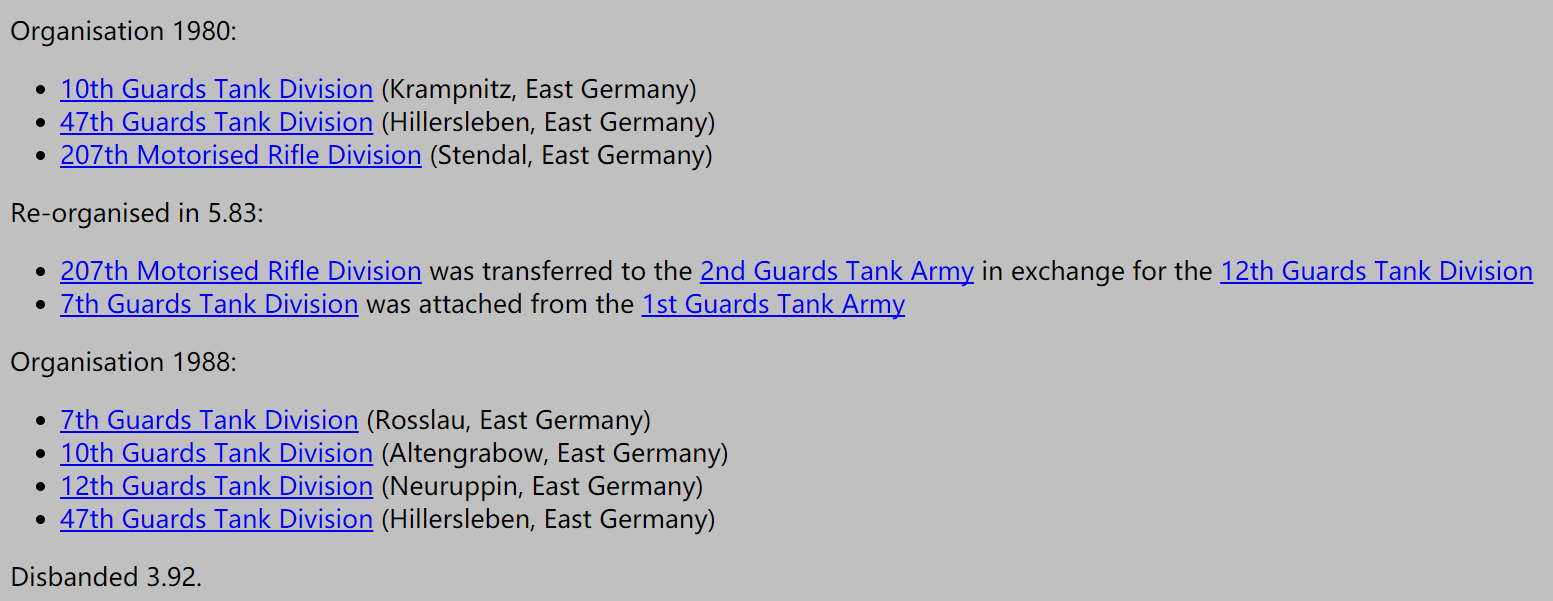 Organisation 1980:
10th Guards Tank Division (Krampnitz, East Germany)
47th Guards Tank Division (Hillersleben, East Germany)
207th Motorised Rifle Division (Stendal, East Germany)
Re-organised in 5.83:
207th Motorised Rifle Division was transferred to the 2nd Guards Tank Army in exchange for the 12th Guards Tank Division
7th Guards Tank Division was attached from the 1st Guards Tank Army
Organisation 1988:
7th Guards Tank Division (Rosslau, East Germany)
10th Guards Tank Division (Altengrabow, East Germany)
12th Guards Tank Division (Neuruppin, East Germany)
47th Guards Tank Division (Hillersleben, East Germany)
Disbanded 3.92.